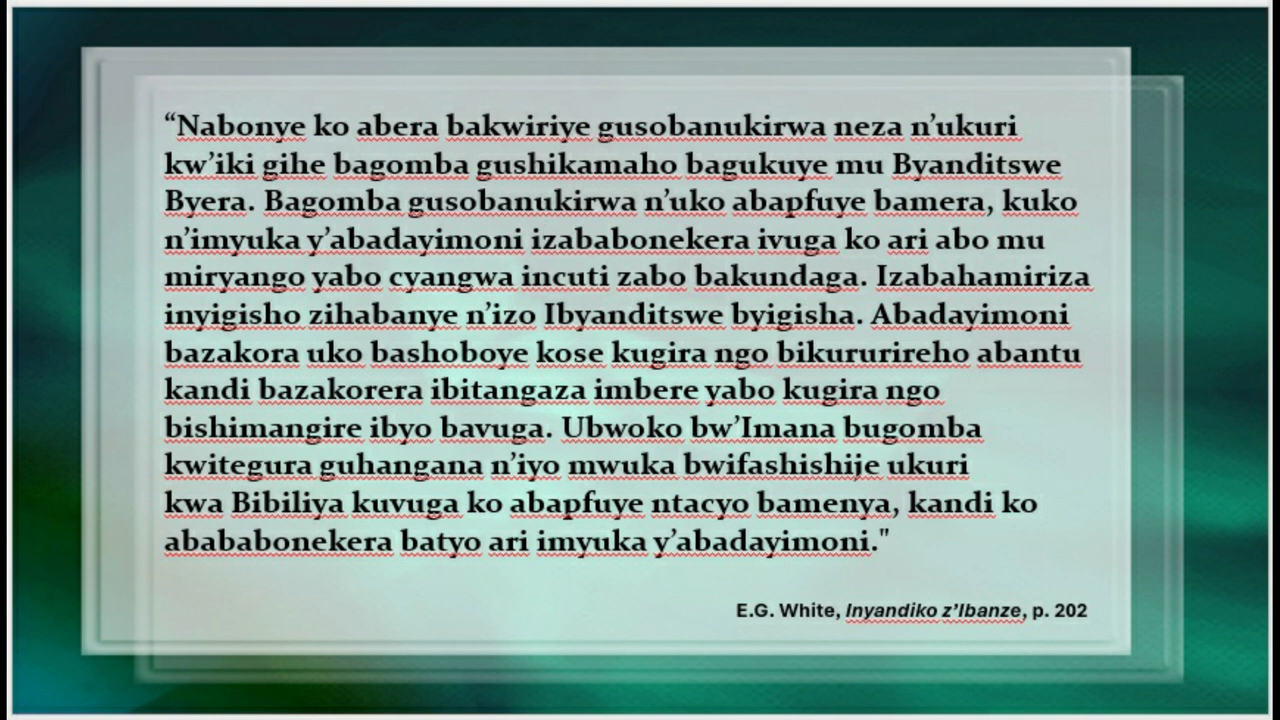 “Nabonye ko abera bakwiriye gusobanukirwa neza n’ukuri
kw’iki gihe bagomba gushikamaho bagukuye mu Byanditswe
Byera. Bagomba gusobanukirwa n’uko abapfuye bamera, kuko
n’imyuka y’abadayimoni izababonekera ivuga ko ari abo mu
miryango yabo cyangwa incuti zabo bakundaga. Izabahamiriza
inyigisho zihabanye n’izo Ibyanditswe byigisha. Abadayimoni
bazakora uko bashoboye kose kugira ngo bikururireho abantu
kandi bazakorera ibitangaza imbere yabo kugira ngo
bishimangire ibyo bavuga. Ubwoko bw’Imana bugomba
kwitegura guhangana n’iyo mwuka bwifashishije ukuri
kwa Bibiliya kuvuga ko abapfuye ntacyo bamenya, kandi ko
abababonekera batyo ari imyuka y’abadayimoni."
E.G. White, Inyandiko z’Ibanze, p. 202